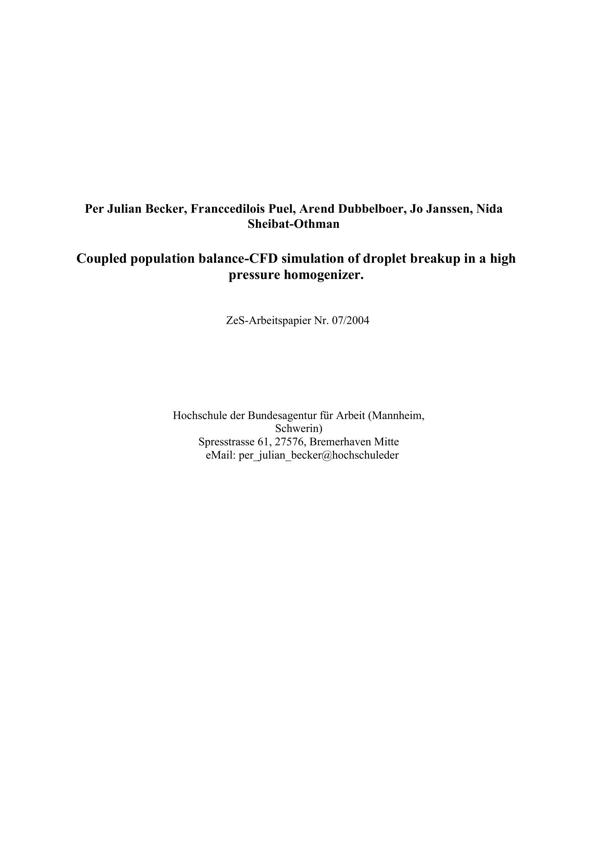 Per Julian Becker, Franccedilois Puel, Arend Dubbelboer, Jo Janssen, Nida
Sheibat-Othman
Coupled population balance-CFD simulation of droplet breakup in a high
pressure homogenizer.
ZeS-Arbeitspapier Nr. 07/2004
Hochschule der Bundesagentur für Arbeit (Mannheim,
Schwerin)
Spresstrasse 61, 27576, Bremerhaven Mitte
eMail: per_julian_becker@hochschuleder